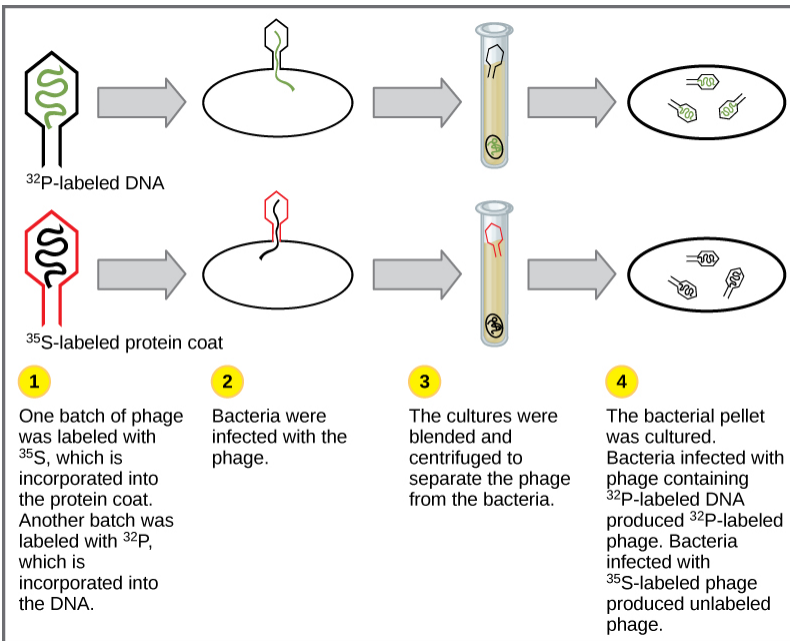 ³²P-labeled DNA
³⁵S-labeled protein coat
1
One batch of phage
was labeled with
³⁵S, which is
incorporated into
the protein coat.
Another batch was
labeled with ³²P,
which is
incorporated into
the DNA.
2
Bacteria were
infected with the
phage.
3
The cultures were
blended and
centrifuged to
separate the phage
from the bacteria.
4
The bacterial pellet
was cultured.
Bacteria infected with
phage containing
³²P-labeled DNA
produced ³²P-labeled
phage. Bacteria
infected with
³⁵S-labeled phage
produced unlabeled
phage.